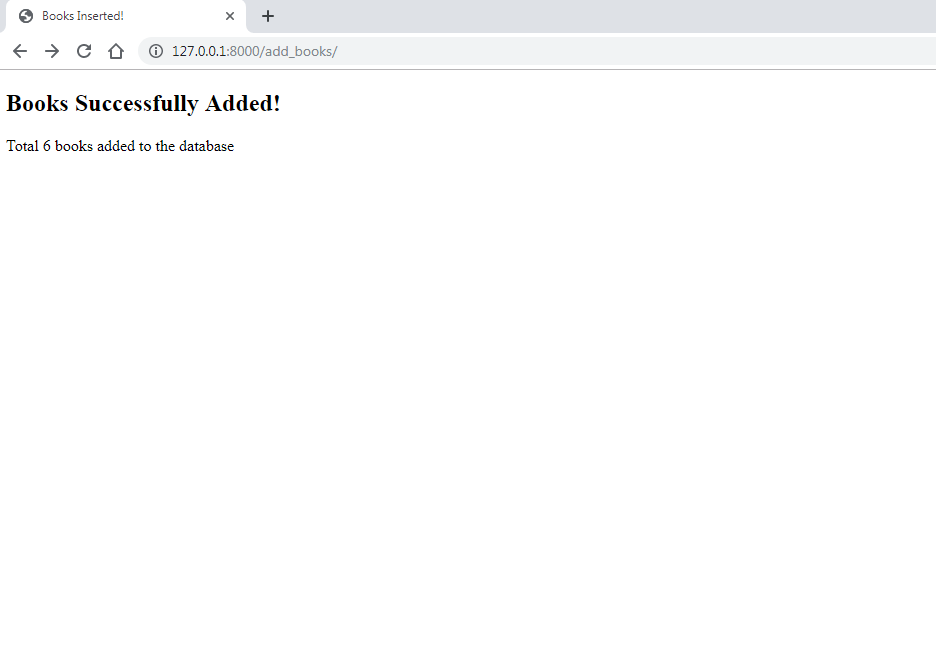 Books Inserted!
127.0.0.1:8000/add_books/
Books Successfully Added!
Total 6 books added to the database